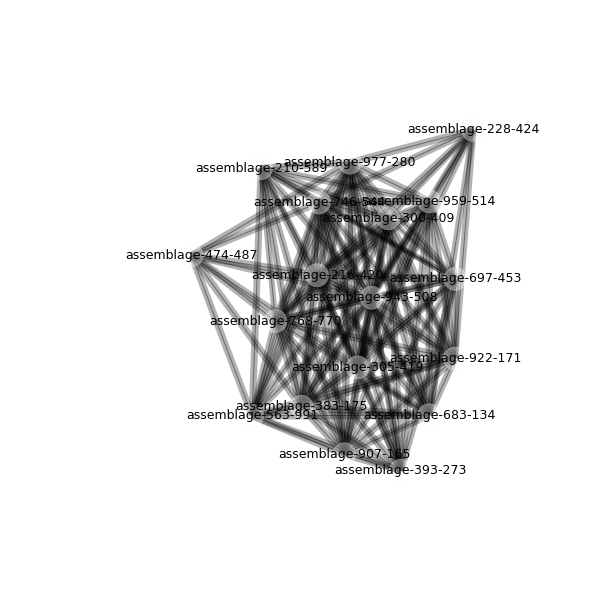 assemblage-228-424
assemblage-977-280
assemblage-210-589
assemblage-746-544
assemblage-959-514
assemblage-300-409
assemblage-474-487
assemblage-216-420
assemblage-697-453
assemblage-943-508
assemblage-768-770
assemblage-922-171
assemblage-305-419
assemblage-383-175
assemblage-563-991
assemblage-683-134
assemblage-907-165
assemblage-393-273